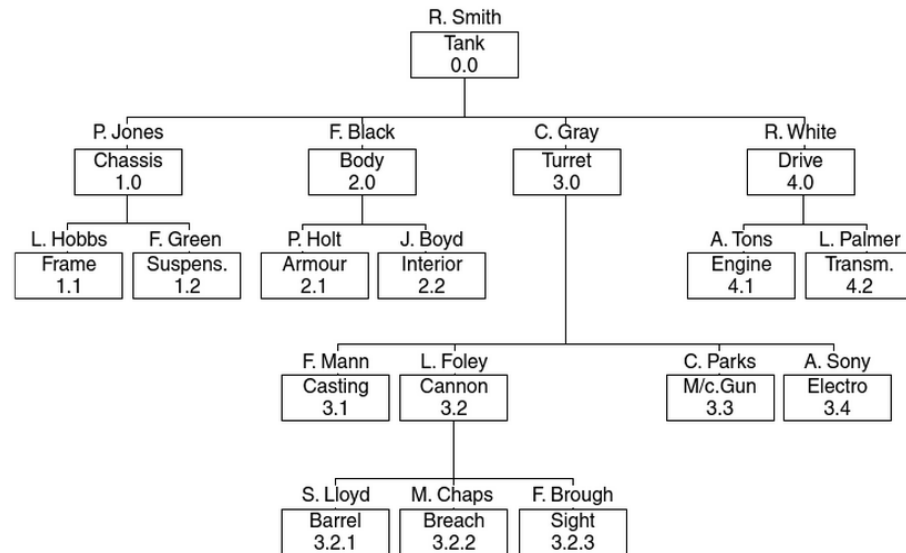 R. Smith
Tank
0.0
P. Jones
F. Black
C. Gray
R. White
Chassis
1.0
Body
2.0
Turret
3.0
Drive
4.0
L. Hobbs
F. Green
P. Holt
J. Boyd
A. Tons
L. Palmer
Frame
1.1
Suspens.
1.2
Armour
2.1
Interior
2.2
Engine
4.1
Transm.
4.2
F. Mann
L. Foley
C. Parks
A. Sony
Casting
3.1
Cannon
3.2
M/c.Gun
3.3
Electro
3.4
S. Lloyd
M. Chaps
F. Brough
Barrel
3.2.1
Breach
3.2.2
Sight
3.2.3